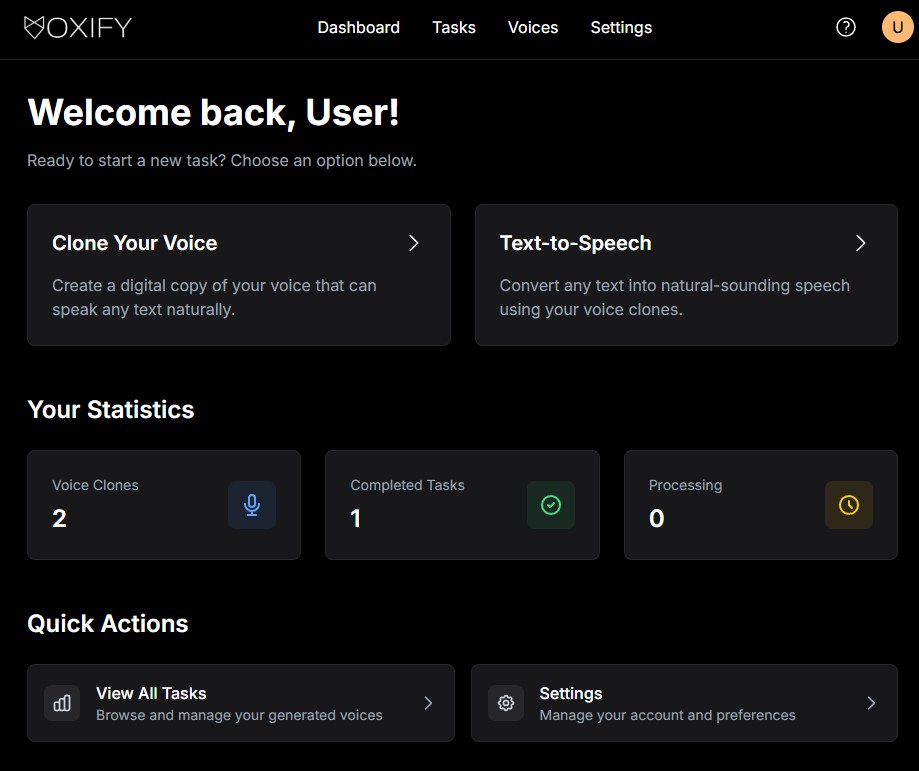 VOXIFY
Dashboard Tasks Voices Settings
U
Welcome back, User!
Ready to start a new task? Choose an option below.
Clone Your Voice
Create a digital copy of your voice that can
speak any text naturally.
Text-to-Speech
Convert any text into natural-sounding speech
using your voice clones.
Your Statistics
Voice Clones
2
Completed Tasks
1
Processing
0
Quick Actions
View All Tasks
Browse and manage your generated voices
Settings
Manage your account and preferences